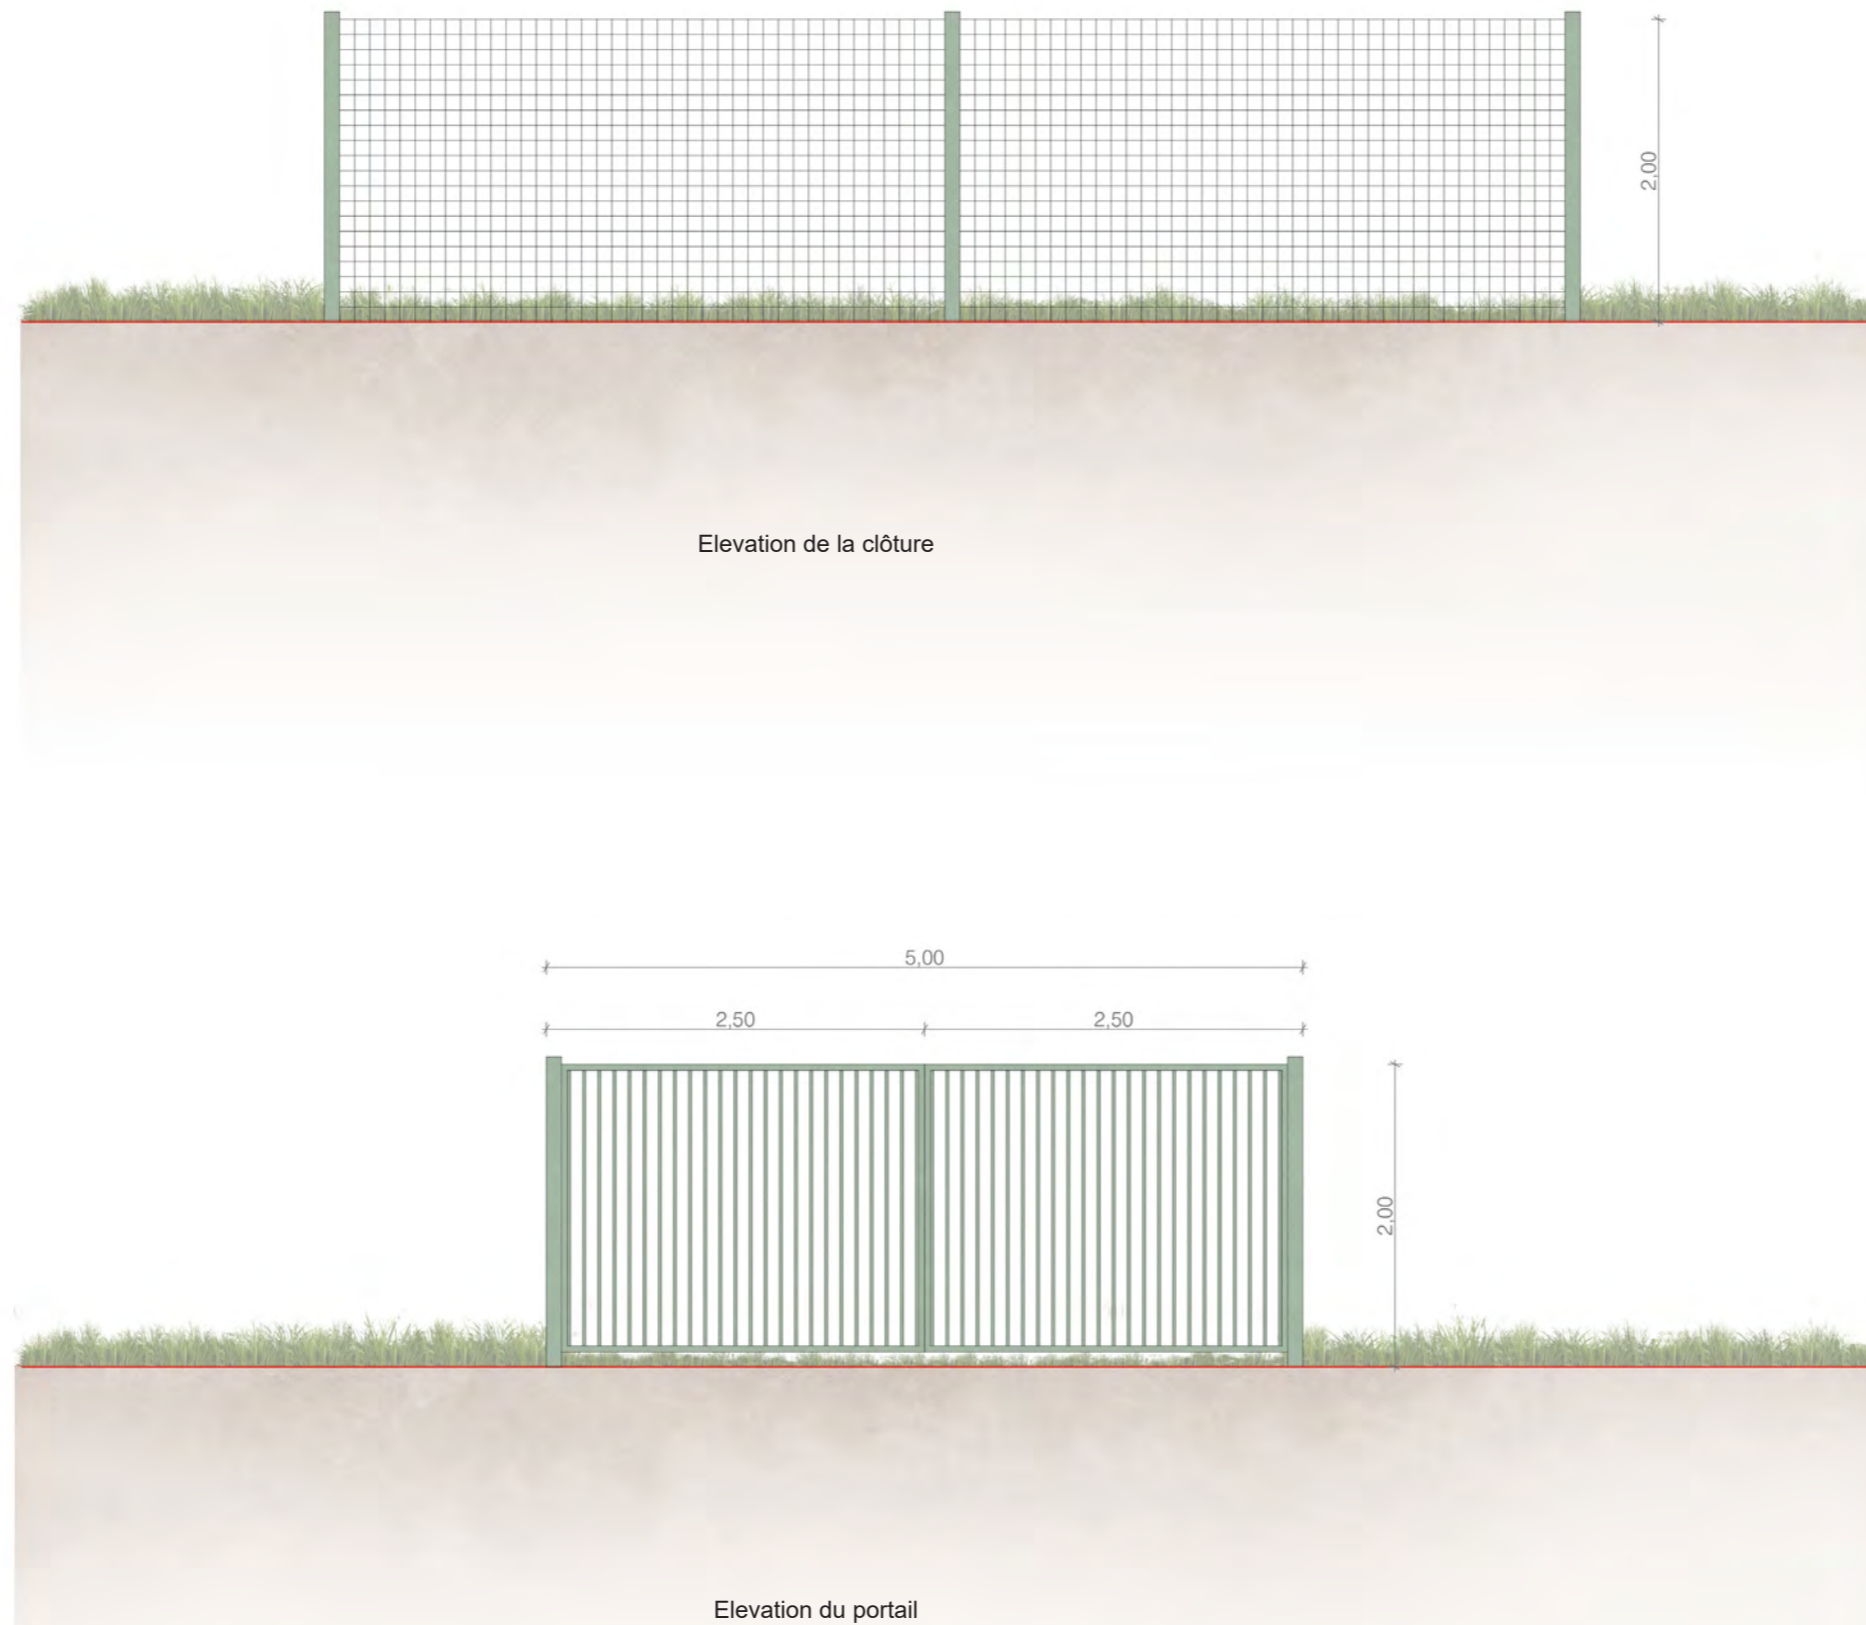 2,00
Elevation de la clôture
5,00
2,50 2,50
2,00
Elevation du portail